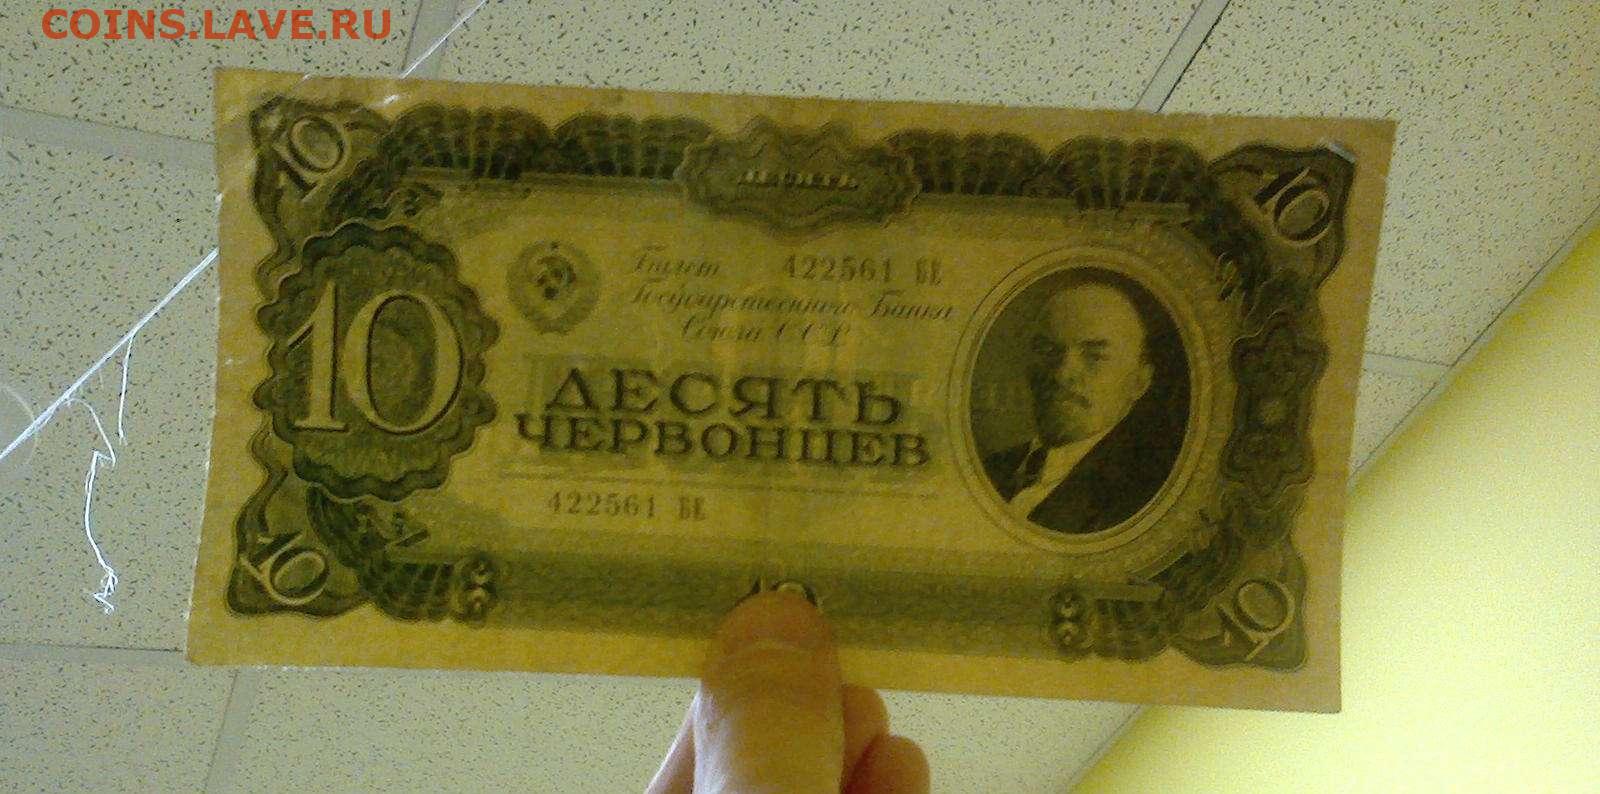 COINS.LAVE.RU
10
10
ДЕСЯТЬ
Билет 422561 БЕ
Государственного Банка
Союза ССР
10
ДЕСЯТЬ
ЧЕРВОНЦЕВ
422561 БЕ
10
10
10